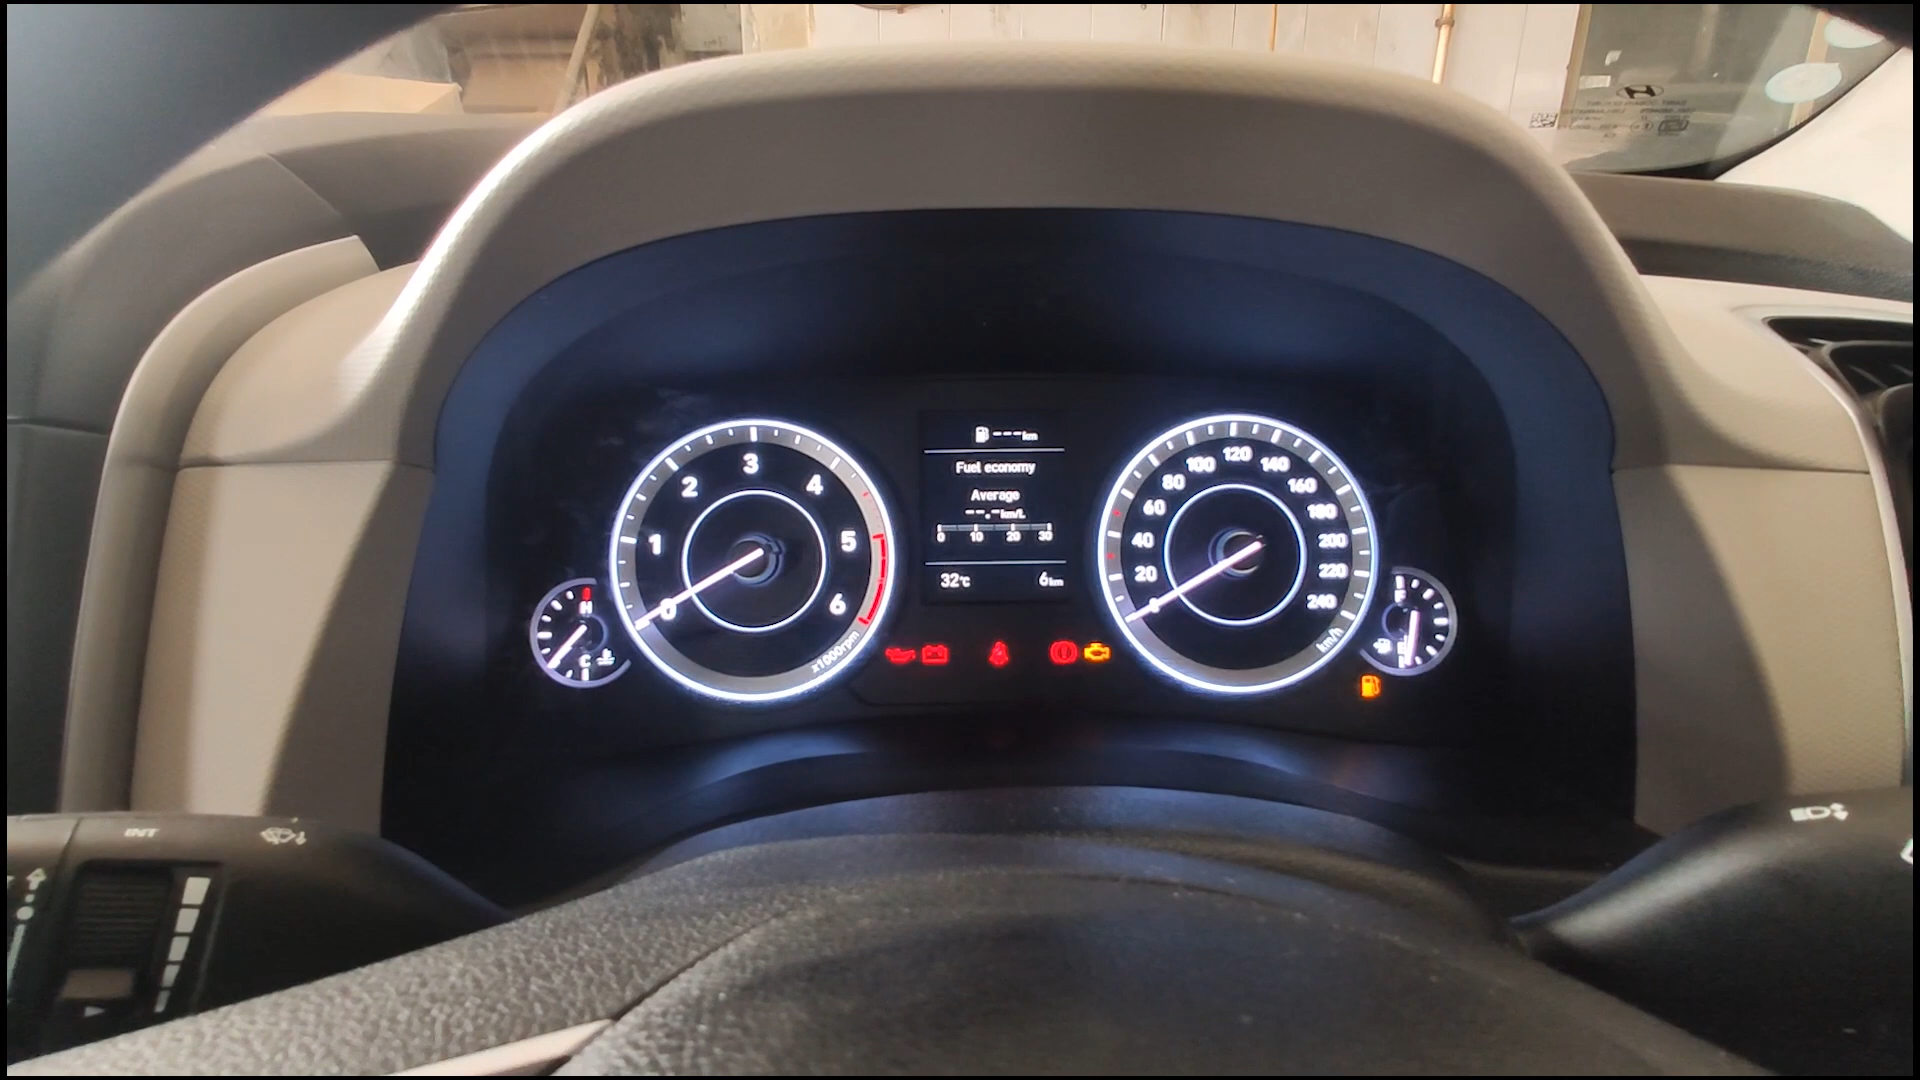 ---km
Fuel economy
Average
--.-km/L
0 10 20 30
32°C 6km
0 1 2 3 4 5 6
x1000rpm
0 20 40 60 80 100 120 140 160 180 200 220 240
km/h
H
C
F
INT